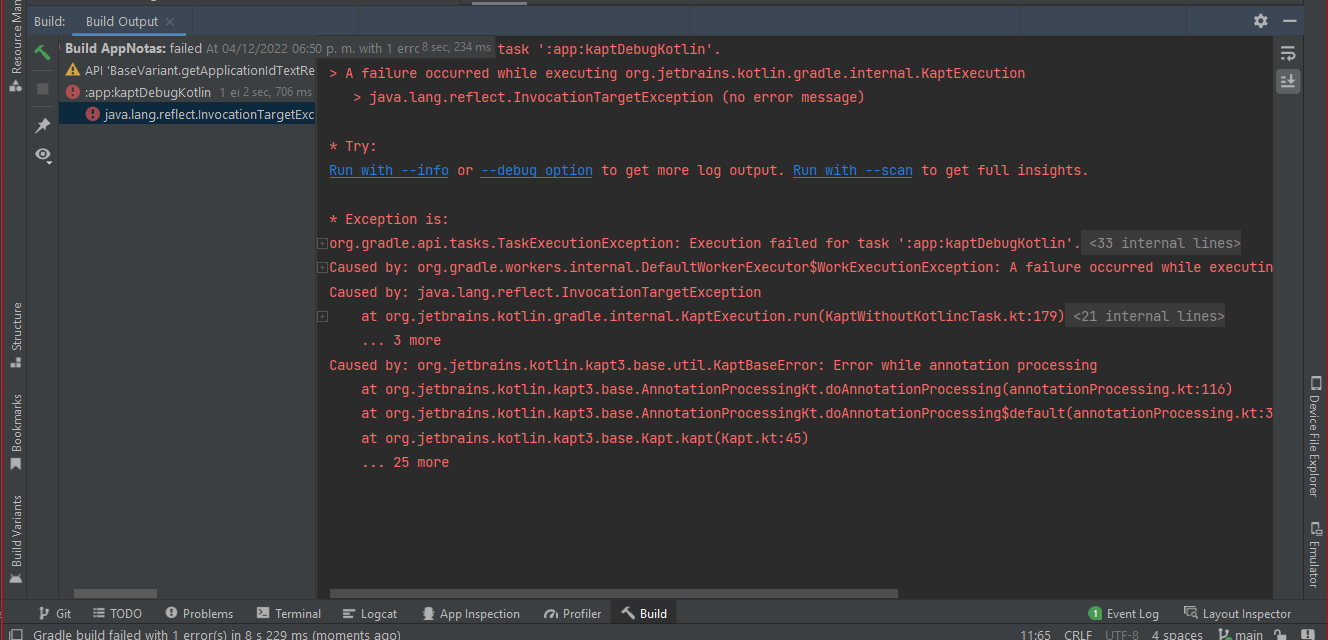 Resource Man
Structure
Bookmarks
Build Variants
Build:
Build Output
Build AppNotas: failed At 04/12/2022 06:50 p. m. with 1 errc 8 sec, 234 ms
API 'BaseVariant.getApplicationIdTextRe
:app:kaptDebugKotlin 1 er 2 sec, 706 ms
java.lang.reflect.InvocationTargetExc
task ':app:kaptDebugKotlin'.
> A failure occurred while executing org.jetbrains.kotlin.gradle.internal.KaptExecution
> java.lang.reflect.InvocationTargetException (no error message)
* Try:
Run with --info or --debug option to get more log output. Run with --scan to get full insights.
* Exception is:
org.gradle.api.tasks.TaskExecutionException: Execution failed for task ':app:kaptDebugKotlin'. <33 internal lines>
Caused by: org.gradle.workers.internal.DefaultWorkerExecutor$WorkExecutionException: A failure occurred while executin
Caused by: java.lang.reflect.InvocationTargetException
at org.jetbrains.kotlin.gradle.internal.KaptExecution.run(KaptWithoutKotlincTask.kt:179) <21 internal lines>
... 3 more
Caused by: org.jetbrains.kotlin.kapt3.base.util.KaptBaseError: Error while annotation processing
at org.jetbrains.kotlin.kapt3.base.AnnotationProcessingKt.doAnnotationProcessing(annotationProcessing.kt:116)
at org.jetbrains.kotlin.kapt3.base.AnnotationProcessingKt.doAnnotationProcessing$default(annotationProcessing.kt:3
at org.jetbrains.kotlin.kapt3.base.Kapt.kapt(Kapt.kt:45)
... 25 more
Device File Explorer
Emulator
Git TODO Problems Terminal Logcat App Inspection Profiler Build 1 Event Log Layout Inspector
Gradle build failed with 1 error(s) in 8 s 229 ms (moments ago) 11:65 CRLF UTF-8 4 spaces main